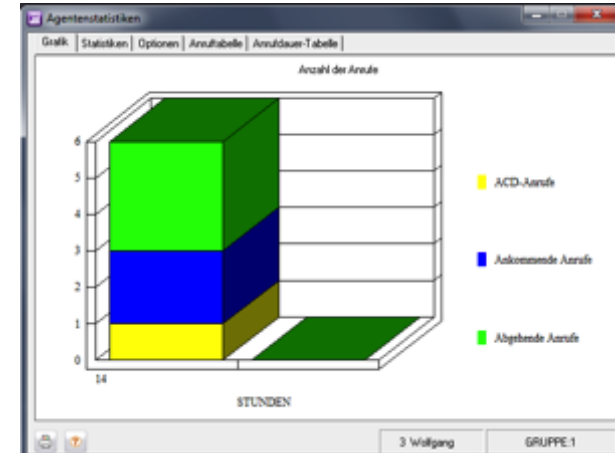 Agentenstatistiken
Grafik Statistiken Optionen Anruftabelle Anrufdauer-Tabelle
Anzahl der Anrufe
6
5
4
3
2
1
0
14
STUNDEN
ACD-Anrufe
Ankommende Anrufe
Abgehende Anrufe
3 Wolfgang GRUPPE:1